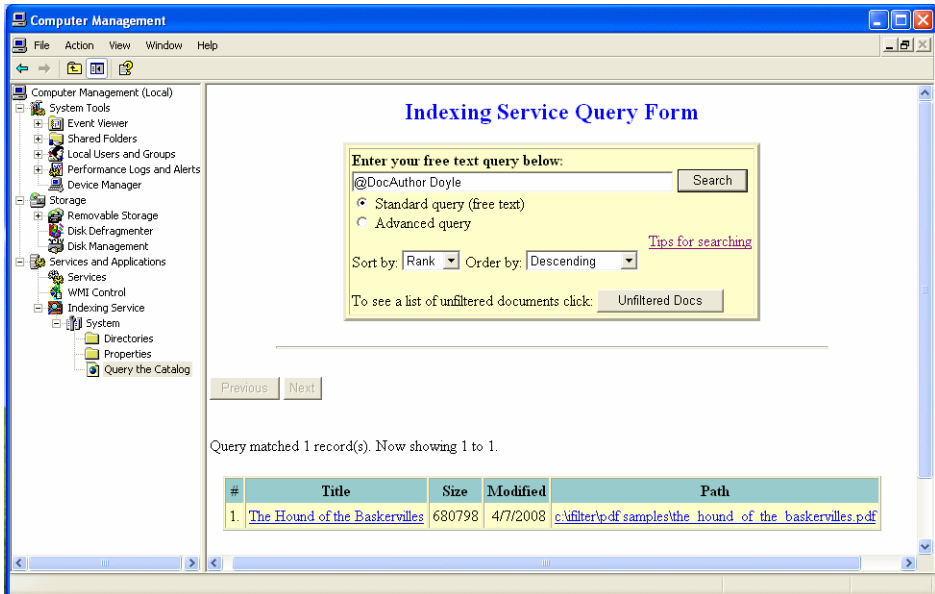 Computer Management
File Action View Window Help
Computer Management (Local)
System Tools
Event Viewer
Shared Folders
Local Users and Groups
Performance Logs and Alerts
Device Manager
Storage
Removable Storage
Disk Defragmenter
Disk Management
Services and Applications
Services
WMI Control
Indexing Service
System
Directories
Properties
Query the Catalog
Indexing Service Query Form
Enter your free text query below:
@DocAuthor Doyle Search
Standard query (free text)
Advanced query
Tips for searching
Sort by: Rank Order by: Descending
To see a list of unfiltered documents click: Unfiltered Docs
Previous Next
Query matched 1 record(s). Now showing 1 to 1.
# Title Size Modified Path
1. The Hound of the Baskervilles 680798 4/7/2008 c:\ifilter\pdf samples\the_hound_of_the_baskervilles.pdf